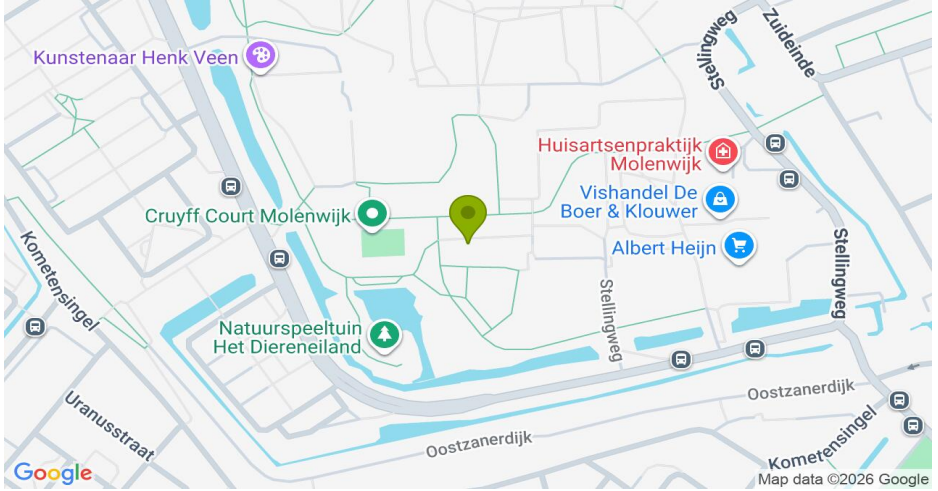 Kunstenaar Henk Veen
Stellingweg
Zuideinde
Huisartsenpraktijk
Molenwijk
Vishandel De
Boer & Klouwer
Cruyff Court Molenwijk
Albert Heijn
Kometensingel
Stellingweg
Stellingweg
Natuurspeeltuin
Het Diereneiland
Uranusstraat
Oostzanerdijk
Oostzanerdijk
Kometensingel
Google
Map data ©2026 Google